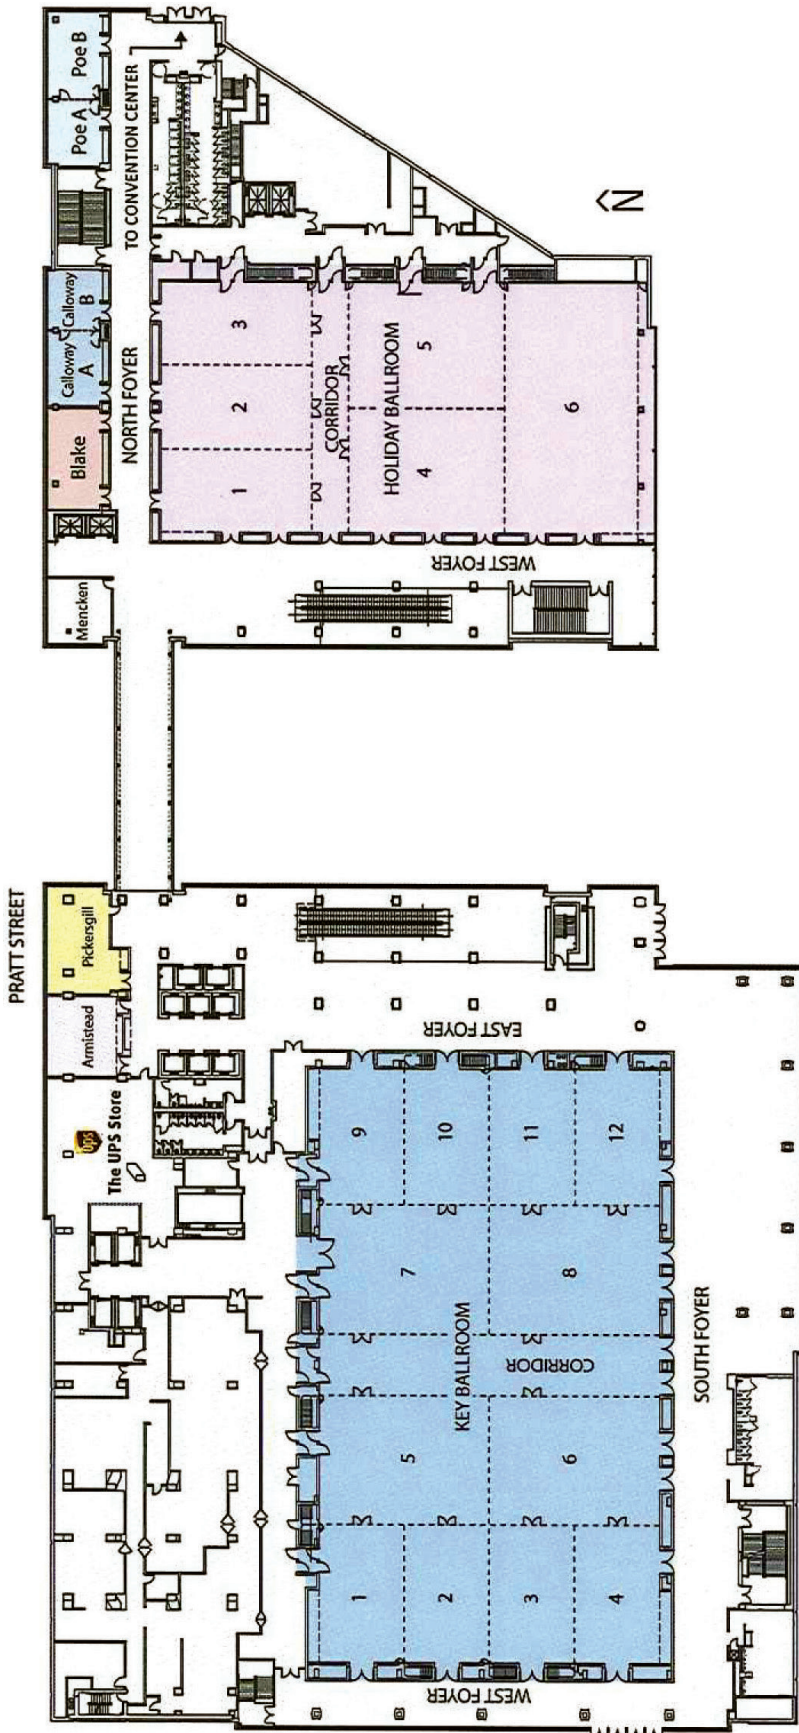 PRATT STREET
Armistead
Pickersgill
ups
The UPS Store
Mencken
Blake
Calloway
A
Calloway
B
Poe A
Poe B
NORTH FOYER
TO CONVENTION CENTER
1
2
3
CORRIDOR
HOLIDAY BALLROOM
4
5
6
WEST FOYER
N
WEST FOYER
1
2
3
4
5
6
KEY BALLROOM
CORRIDOR
7
8
9
10
11
12
EAST FOYER
SOUTH FOYER